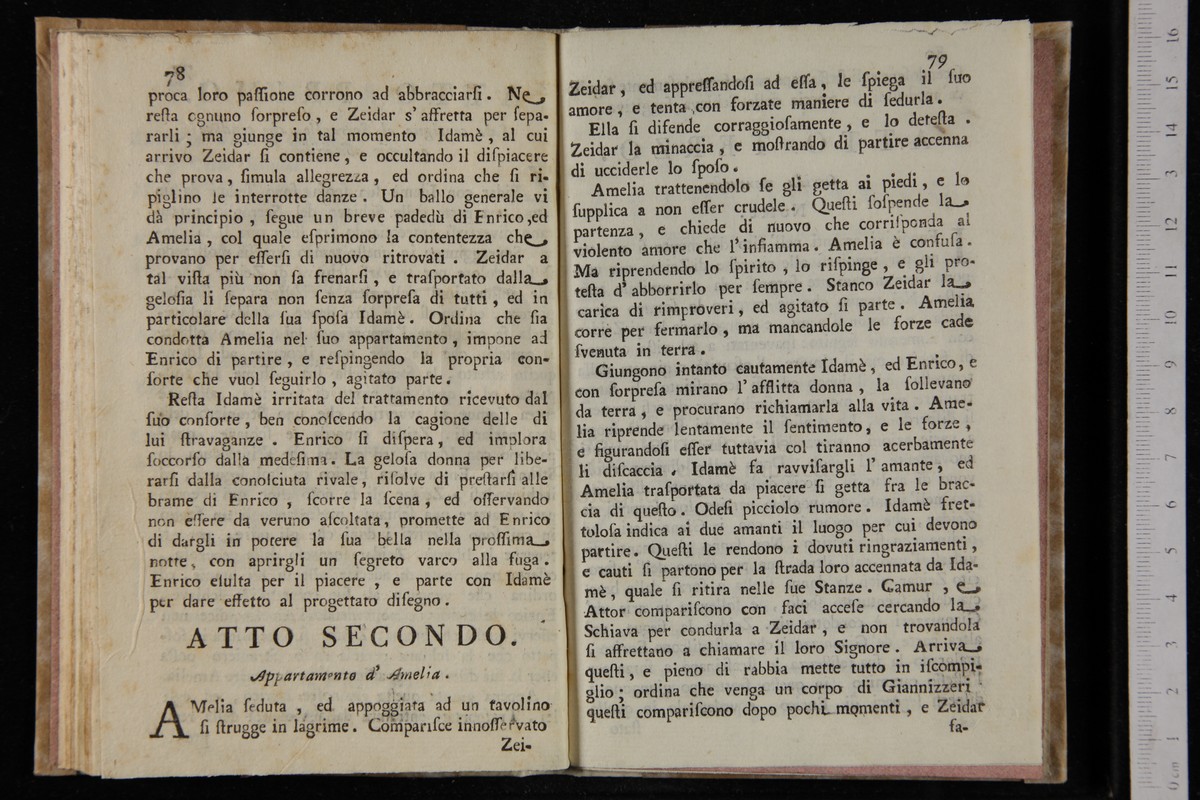 78
proca loro paſſione corrono ad abbracciarſi. Ne
reſta ognuno ſorpreſo, e Zeidar s' affretta per ſepa-
rarli; ma giunge in tal momento Idamè, al cui
arrivo Zeidar ſi contiene, e occultando il diſpiacere
che prova, ſimula allegrezza, ed ordina che ſi ri-
piglino le interrotte danze. Un ballo generale vi
dà principio, ſegue un breve padedù di Enrico, ed
Amelia, col quale eſprimono la contentezza che
provano per eſſerſi di nuovo ritrovati. Zeidar a
tal viſta più non ſa frenarſi, e traſportato dalla
geloſia li ſepara non ſenza ſorpreſa di tutti, ed in
particolare della ſua ſpoſa Idamè. Ordina che ſia
condotta Amelia nel ſuo appartamento, impone ad
Enrico di partire, e reſpingendo la propria con-
ſorte che vuol ſeguirlo, agitato parte.
Reſta Idamè irritata del trattamento ricevuto dal
ſuo conſorte, ben conoſcendo la cagione delle di
lui ſtravaganze. Enrico ſi diſpera, ed implora
ſoccorſo dalla medeſima. La geloſa donna per libe-
rarſi dalla conoſciuta rivale, riſolve di preſtarſi alle
brame di Enrico, ſcorre la ſcena, ed oſſervando
non eſſere da veruno aſcoltata, promette ad Enrico
di dargli in potere la ſua bella nella proſſima
notte, con aprirgli un ſegreto varco alla fuga.
Enrico eſulta per il piacere, e parte con Idamè
per dare effetto al progettato diſegno.
ATTO SECONDO.
Appartamento d' Amelia.
AMelia ſeduta, ed appoggiata ad un tavolino
ſi ſtrugge in lagrime. Compariſce innoſſervato
Zei-
79
Zeidar, ed appreſſandoſi ad eſſa, le ſpiega il ſuo
amore, e tenta con forzate maniere di ſedurla.
Ella ſi difende corraggioſamente, e lo deteſta.
Zeidar la minaccia, e moſtrando di partire accenna
di ucciderle lo ſpoſo.
Amelia trattenendolo ſe gli getta ai piedi, e lo
ſupplica a non eſſer crudele. Queſti ſoſpende la
partenza, e chiede di nuovo che corriſponda al
violento amore che l' infiamma. Amelia è confuſa.
Ma riprendendo lo ſpirito, lo riſpinge, e gli pro-
teſta d' abborrirlo per ſempre. Stanco Zeidar la
carica di rimproveri, ed agitato ſi parte. Amelia
corre per fermarlo, ma mancandole le forze cade
ſvenuta in terra.
Giungono intanto cautamente Idamè, ed Enrico, e
con ſorpreſa mirano l' afflitta donna, la ſollevano
da terra, e procurano richiamarla alla vita. Ame-
lia riprende lentamente il ſentimento, e le forze,
e figurandoſi eſſer tuttavia col tiranno acerbamente
li diſcaccia. Idamè fa ravviſargli l' amante, ed
Amelia traſportata da piacere ſi getta fra le brac-
cia di queſto. Odeſi picciolo rumore. Idamè fret-
toloſa indica ai due amanti il luogo per cui devono
partire. Queſti le rendono i dovuti ringraziamenti,
e cauti ſi partono per la ſtrada loro accennata da Ida-
mè, quale ſi ritira nelle ſue Stanze. Gamur, e
Attor compariſcono con faci acceſe cercando la
Schiava per condurla a Zeidar, e non trovandola
ſi affrettano a chiamare il loro Signore. Arriva
queſti, e pieno di rabbia mette tutto in iſcompi-
glio; ordina che venga un corpo di Giannizzeri
queſti compariſcono dopo pochi momenti, e Zeidar
fa-
0 cm 1 2 3 4 5 6 7 8 9 10 11 12 13 14 15 16